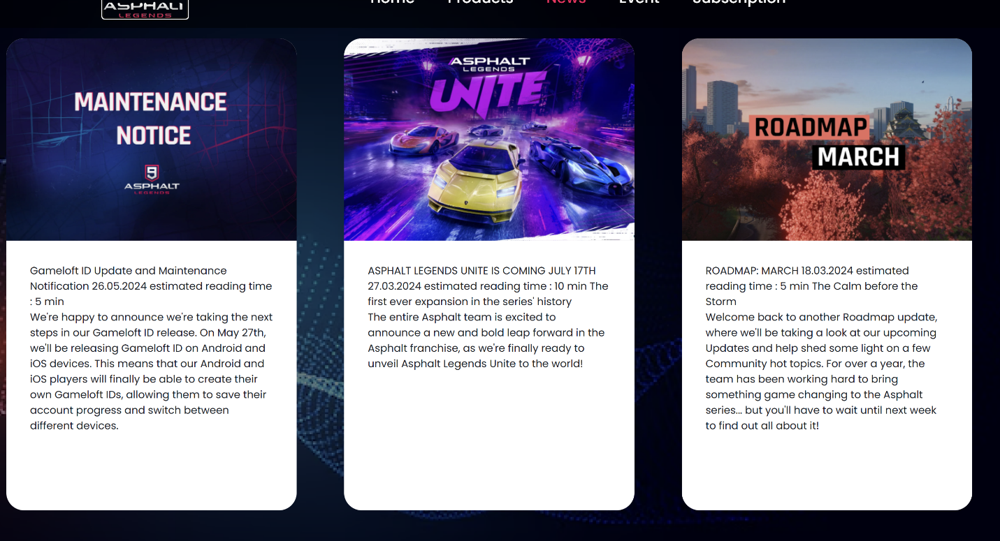 ASPHALT
LEGENDS
Home Products News Event Subscription
MAINTENANCE
NOTICE
9
ASPHALT
LEGENDS
Gameloft ID Update and Maintenance
Notification 26.05.2024 estimated reading time
: 5 min
We're happy to announce we're taking the next
steps in our Gameloft ID release. On May 27th,
we'll be releasing Gameloft ID on Android and
iOS devices. This means that our Android and
iOS players will finally be able to create their
own Gameloft IDs, allowing them to save their
account progress and switch between
different devices.
ASPHALT
LEGENDS
UNITE
ASPHALT LEGENDS UNITE IS COMING JULY 17TH
27.03.2024 estimated reading time : 10 min The
first ever expansion in the series' history
The entire Asphalt team is excited to
announce a new and bold leap forward in the
Asphalt franchise, as we're finally ready to
unveil Asphalt Legends Unite to the world!
ROADMAP
MARCH
ROADMAP: MARCH 18.03.2024 estimated
reading time : 5 min The Calm before the
Storm
Welcome back to another Roadmap update,
where we'll be taking a look at our upcoming
Updates and help shed some light on a few
Community hot topics. For over a year, the
team has been working hard to bring
something game changing to the Asphalt
series... but you'll have to wait until next week
to find out all about it!